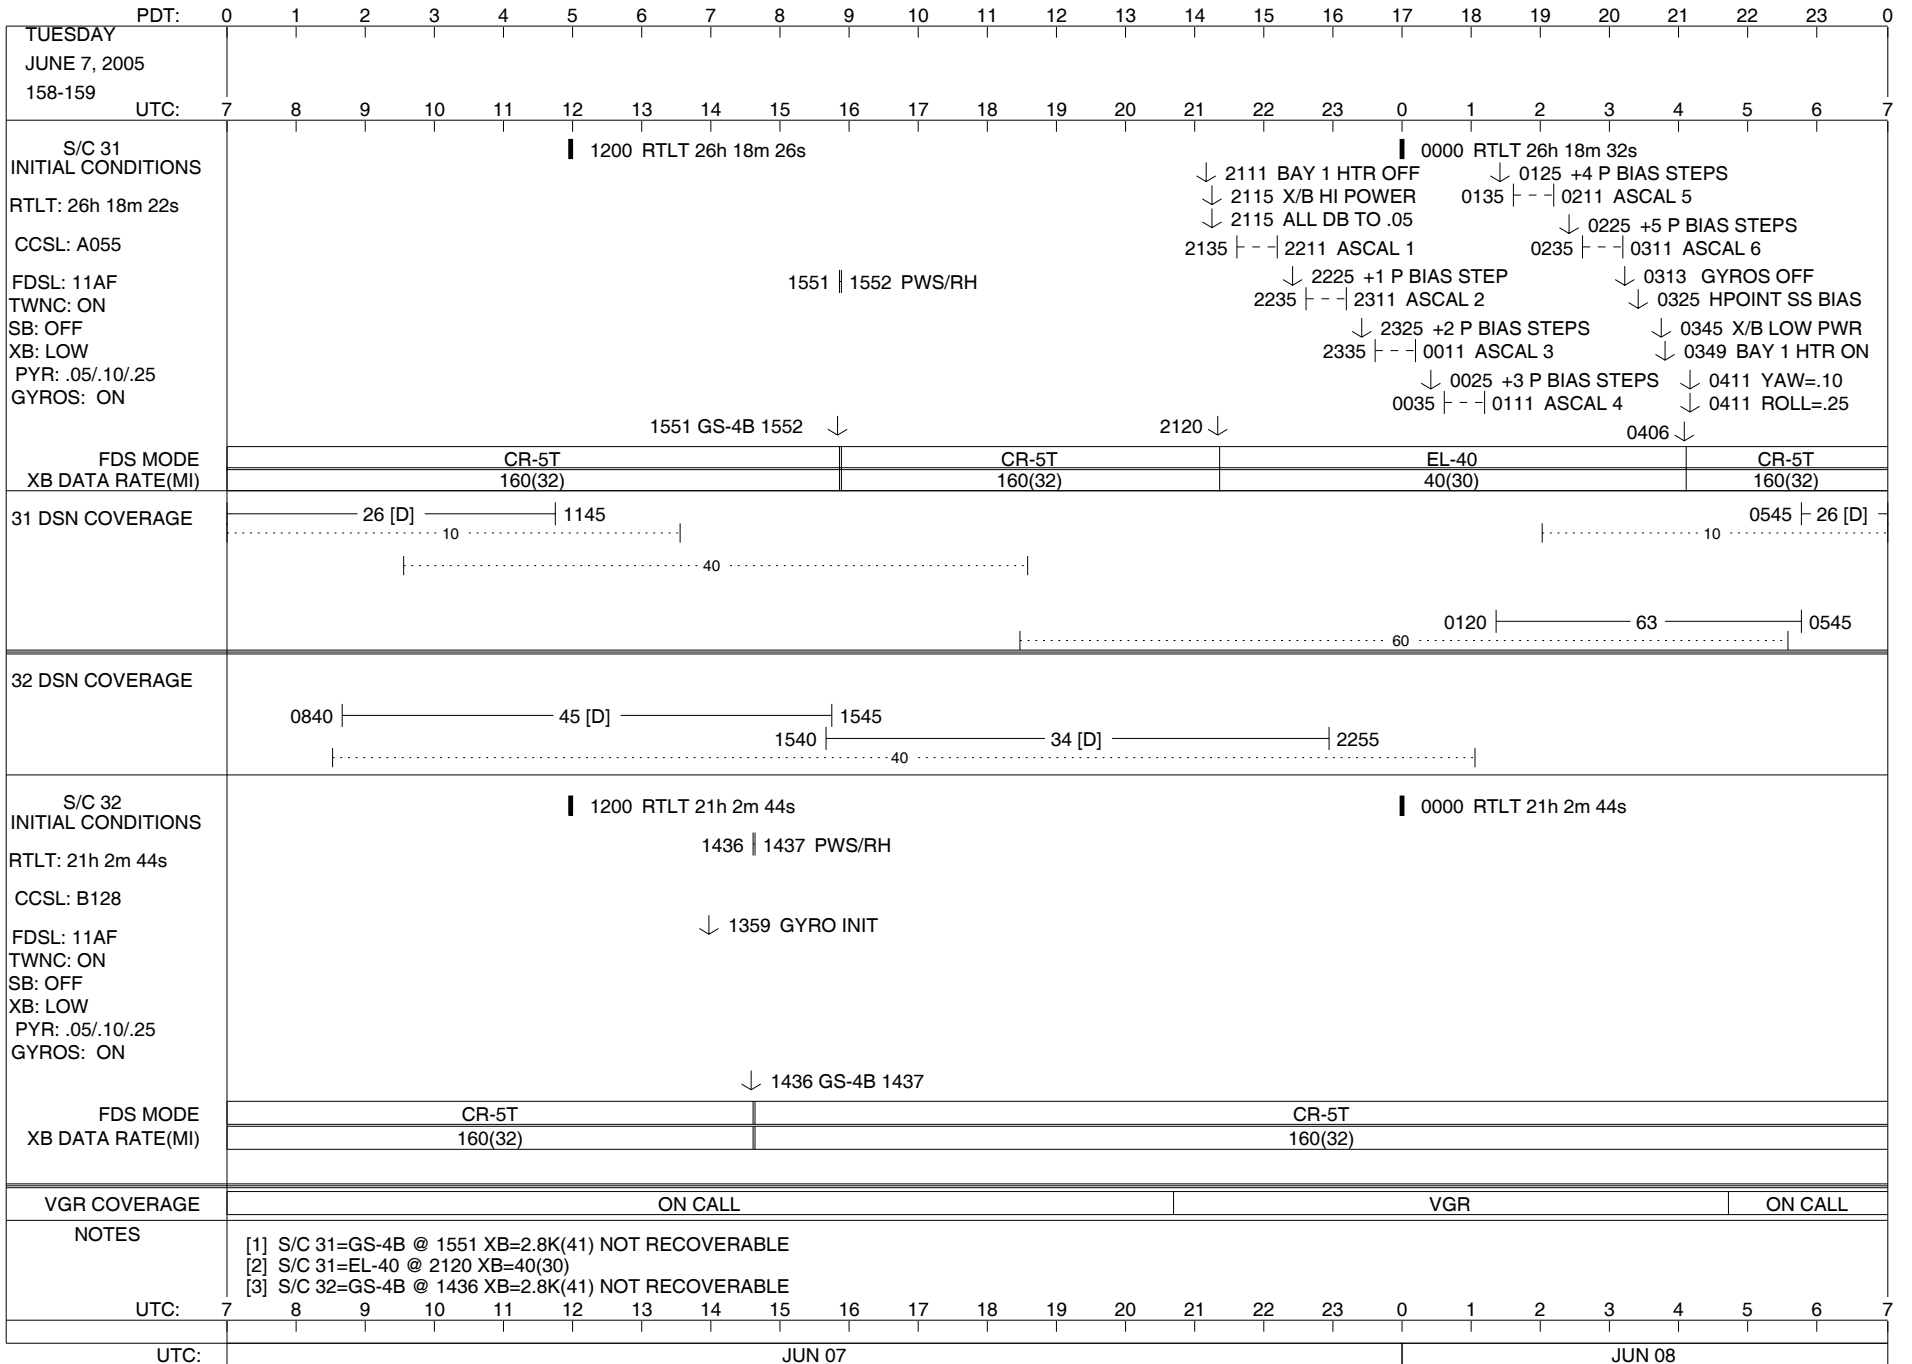 PDT: 0 1 2 3 4 5 6 7 8 9 10 11 12 13 14 15 16 17 18 19 20 21 22 23 0
TUESDAY
JUNE 7, 2005
158-159
UTC: 7 8 9 10 11 12 13 14 15 16 17 18 19 20 21 22 23 0 1 2 3 4 5 6 7
S/C 31
INITIAL CONDITIONS
RTLT: 26h 18m 22s
CCSL: A055
FDSL: 11AF
TWNC: ON
SB: OFF
XB: LOW
PYR: .05/.10/.25
GYROS: ON
1200 RTLT 26h 18m 26s
0000 RTLT 26h 18m 32s
2111 BAY 1 HTR OFF
0125 +4 P BIAS STEPS
2115 X/B HI POWER
0135 0211 ASCAL 5
2115 ALL DB TO .05
0225 +5 P BIAS STEPS
2135 2211 ASCAL 1
0235 0311 ASCAL 6
1551 1552 PWS/RH
2225 +1 P BIAS STEP
0313 GYROS OFF
2235 2311 ASCAL 2
0325 HPOINT SS BIAS
2325 +2 P BIAS STEPS
0345 X/B LOW PWR
2335 0011 ASCAL 3
0349 BAY 1 HTR ON
0025 +3 P BIAS STEPS
0411 YAW=.10
0035 0111 ASCAL 4
0411 ROLL=.25
1551 GS-4B 1552
2120
0406
FDS MODE CR-5T CR-5T EL-40 CR-5T
XB DATA RATE(MI) 160(32) 160(32) 40(30) 160(32)
31 DSN COVERAGE
26 [D] 1145
0545 26 [D]
10 10
40
0120 63 0545
60
32 DSN COVERAGE
0840 45 [D] 1545
1540 34 [D] 2255
40
S/C 32
INITIAL CONDITIONS
RTLT: 21h 2m 44s
CCSL: B128
FDSL: 11AF
TWNC: ON
SB: OFF
XB: LOW
PYR: .05/.10/.25
GYROS: ON
1200 RTLT 21h 2m 44s
0000 RTLT 21h 2m 44s
1436 1437 PWS/RH
1359 GYRO INIT
1436 GS-4B 1437
FDS MODE CR-5T CR-5T
XB DATA RATE(MI) 160(32) 160(32)
VGR COVERAGE ON CALL VGR ON CALL
NOTES
[1] S/C 31=GS-4B @ 1551 XB=2.8K(41) NOT RECOVERABLE
[2] S/C 31=EL-40 @ 2120 XB=40(30)
[3] S/C 32=GS-4B @ 1436 XB=2.8K(41) NOT RECOVERABLE
UTC: 7 8 9 10 11 12 13 14 15 16 17 18 19 20 21 22 23 0 1 2 3 4 5 6 7
UTC: JUN 07 JUN 08